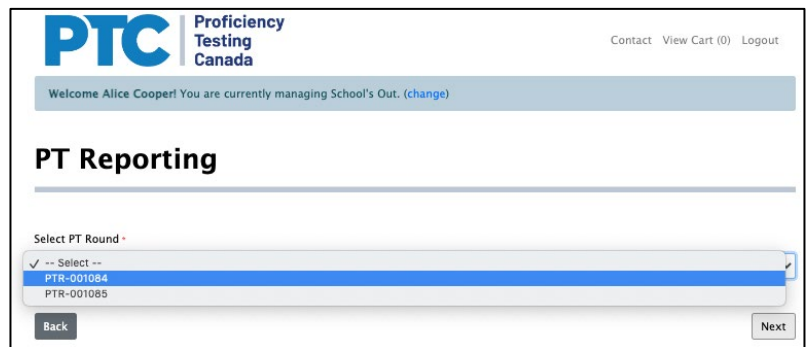 PTC
Proficiency
Testing
Canada
Contact View Cart (0) Logout
Welcome Alice Cooper! You are currently managing School's Out. (change)
PT Reporting
Select PT Round *
✓ -- Select --
PTR-001084
PTR-001085
Back
Next